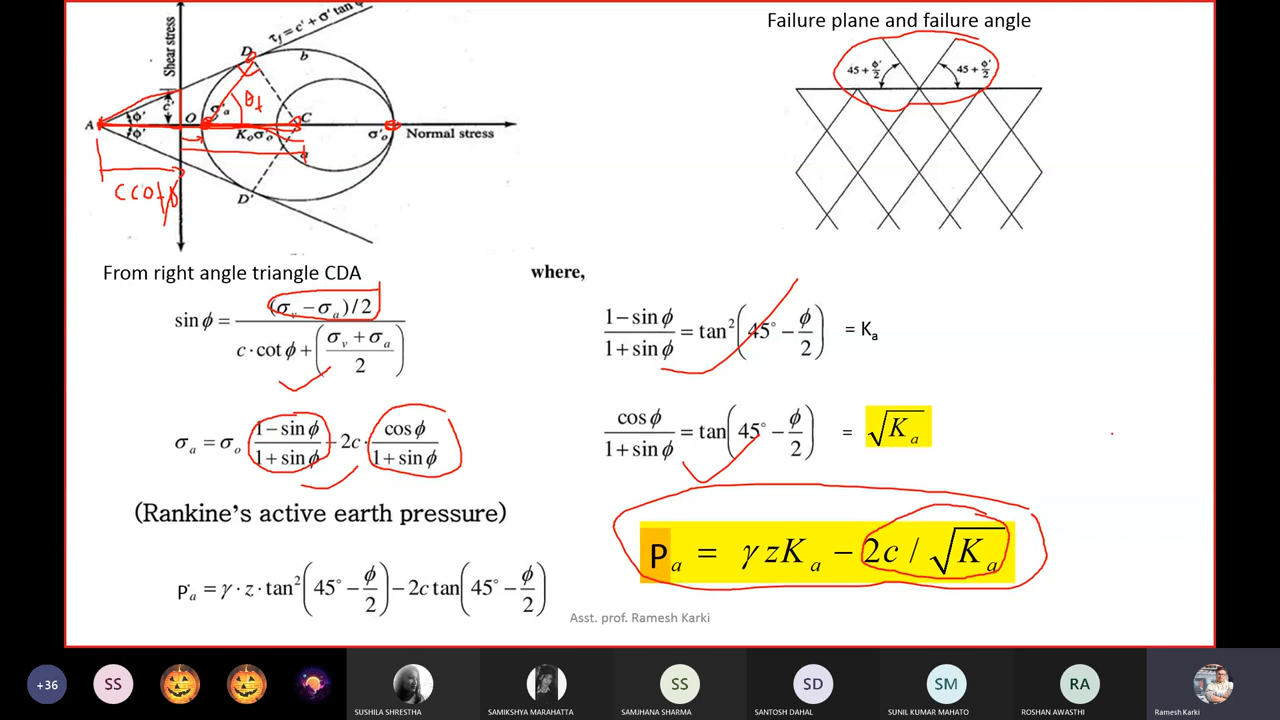 Failure plane and failure angle
τf = c' + σ' tan φ'
Shear stress
D
b
45 + φ'/2
45 + φ'/2
θf
c
σ'a
A
φ'
φ'
O
C
Koσ'o
σ'o
Normal stress
a
c cot φ
D'
From right angle triangle CDA
where,
sin φ = (σv − σa)/2 / (c · cot φ + ((σv + σa)/2))
(1 − sin φ)/(1 + sin φ) = tan²(45° − φ/2) = Ka
σa = σo (1 − sin φ)/(1 + sin φ) − 2c · cos φ/(1 + sin φ)
cos φ/(1 + sin φ) = tan(45° − φ/2) = √Ka
(Rankine's active earth pressure)
Pa = γ z Ka − 2c / √Ka
Pa = γ · z · tan²(45° − φ/2) − 2c tan(45° − φ/2)
Asst. prof. Ramesh Karki
+36
SS
SS
SD
SM
RA
SUSHILA SHRESTHA
SAMIKSHYA MARAHATTA
SAMJHANA SHARMA
SANTOSH DAHAL
SUNIL KUMAR MAHATO
ROSHAN AWASTHI
Ramesh Karki